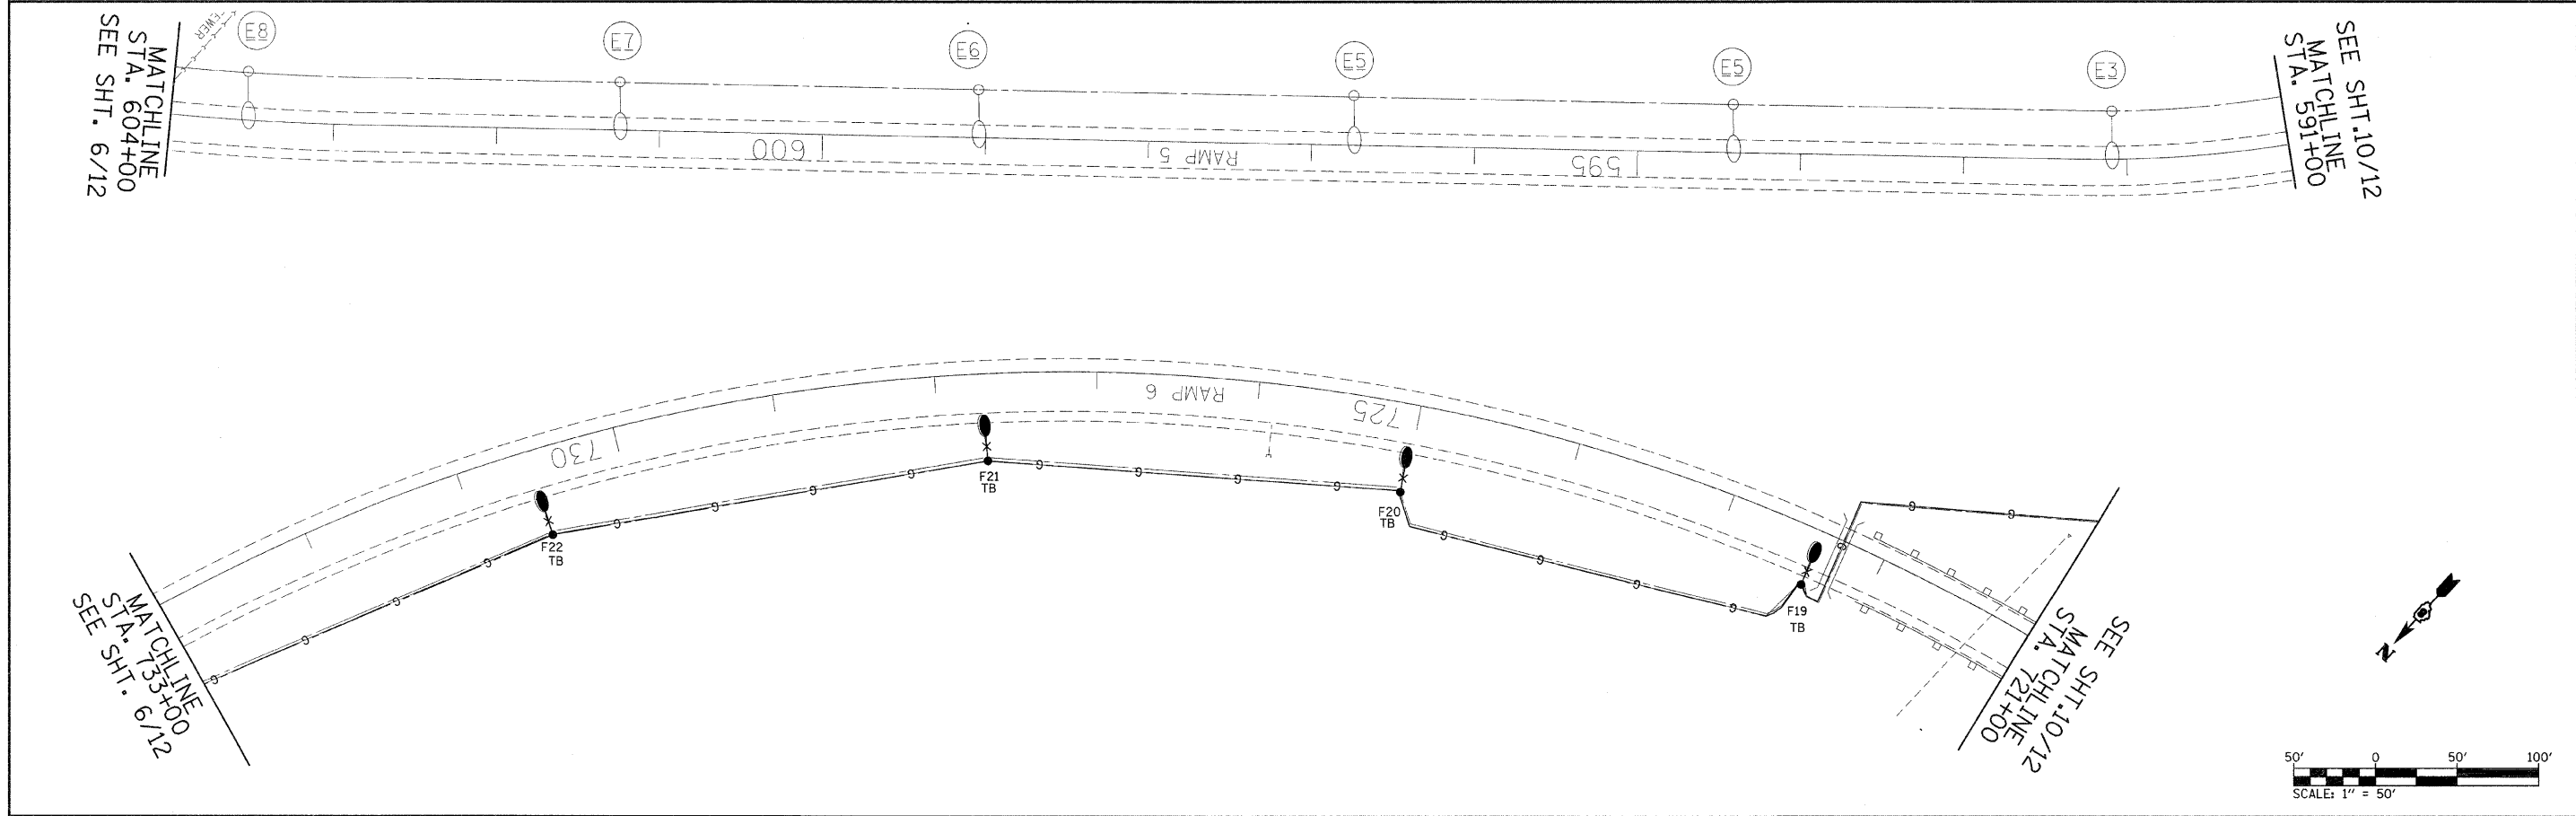 MATCHLINE
STA. 604+00
SEE SHT. 6/12
EWER
E8
E7
E6
E5
E5
E3
SEE SHT.10/12
MATCHLINE
STA. 591+00
600
RAMP 5
595
RAMP 6
725
730
F22
TB
F21
TB
F20
TB
F19
TB
G G G G G G G G G G G G G G G G G G G
MATCHLINE
STA. 733+00
SEE SHT. 6/12
SEE SHT.10/12
MATCHLINE
STA. 721+00
N
50' 0 50' 100'
SCALE: 1" = 50'